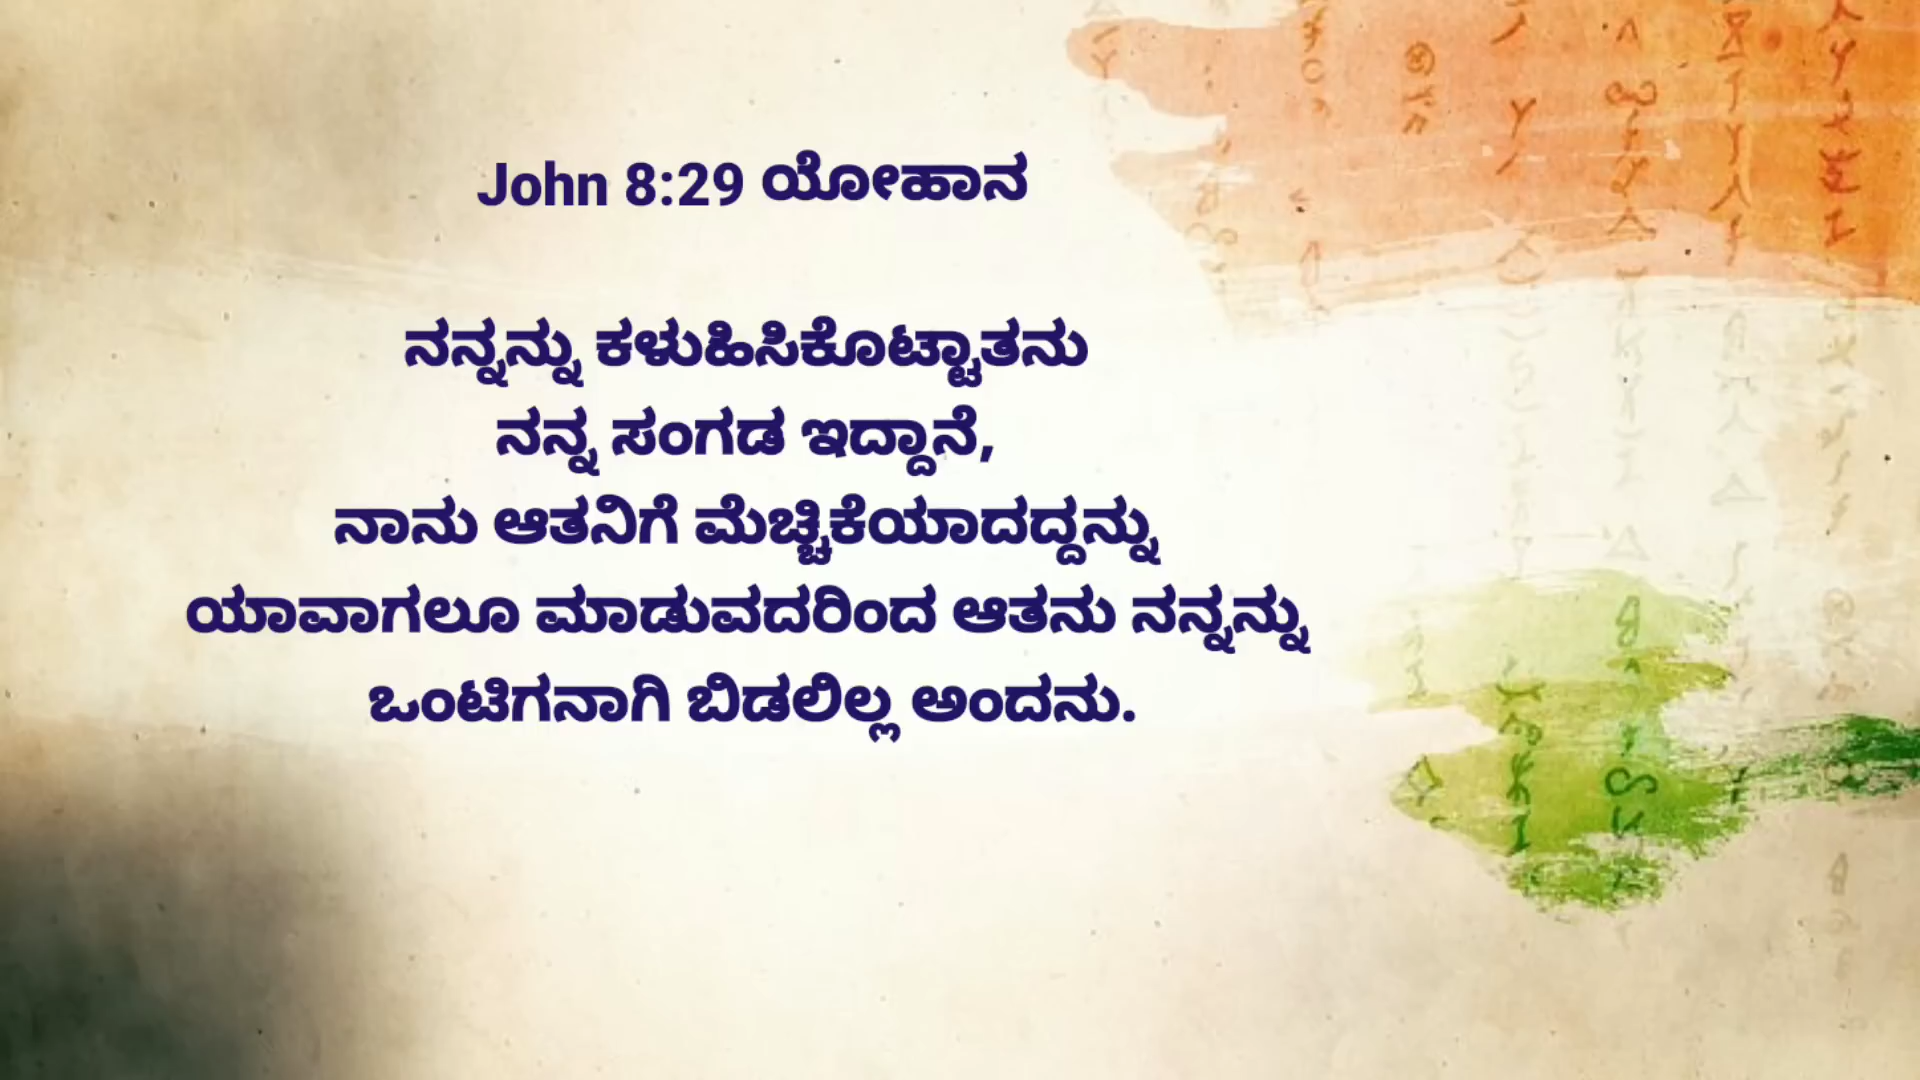 John 8:29 ಯೋಹಾನ
ನನ್ನನ್ನು ಕಳುಹಿಸಿಕೊಟ್ಟಾತನು
ನನ್ನ ಸಂಗಡ ಇದ್ದಾನೆ,
ನಾನು ಆತನಿಗೆ ಮೆಚ್ಚಿಕೆಯಾದದ್ದನ್ನು
ಯಾವಾಗಲೂ ಮಾಡುವದರಿಂದ ಆತನು ನನ್ನನ್ನು
ಒಂಟಿಗನಾಗಿ ಬಿಡಲಿಲ್ಲ ಅಂದನು.